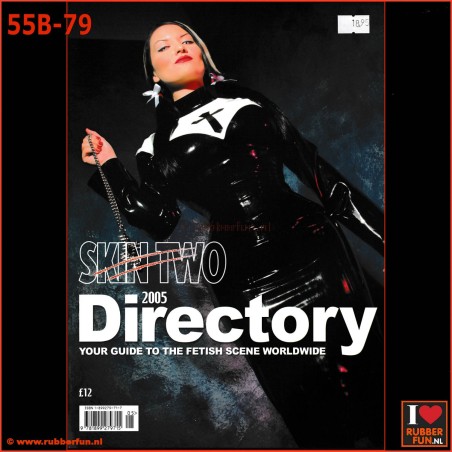 55B-79
18,95
SKIN TWO
2005
Directory
YOUR GUIDE TO THE FETISH SCENE WORLDWIDE
£12
I ♥
RUBBER
FUN.NL
© www.rubberfun.nl